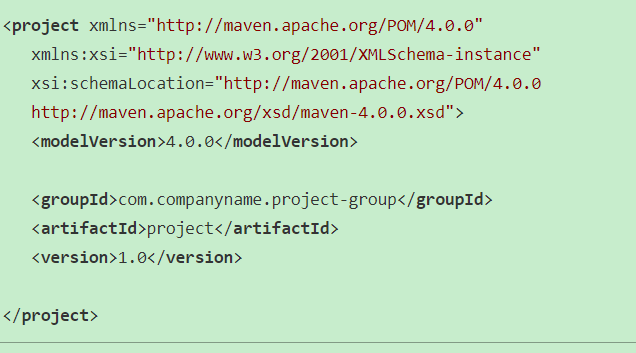 <project xmlns="http://maven.apache.org/POM/4.0.0"
xmlns:xsi="http://www.w3.org/2001/XMLSchema-instance"
xsi:schemaLocation="http://maven.apache.org/POM/4.0.0
http://maven.apache.org/xsd/maven-4.0.0.xsd">
<modelVersion>4.0.0</modelVersion>
<groupId>com.companyname.project-group</groupId>
<artifactId>project</artifactId>
<version>1.0</version>
</project>